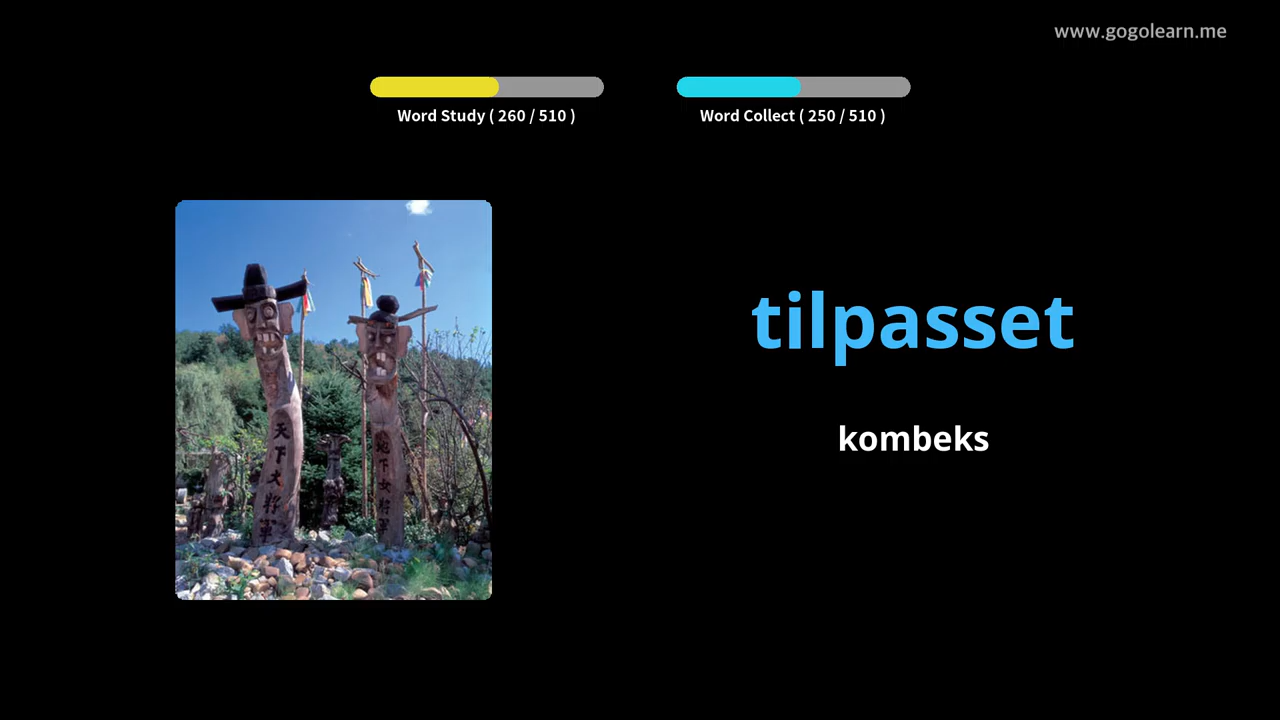 www.gogolearn.me
Word Study ( 260 / 510 )
Word Collect ( 250 / 510 )
tilpasset
kombeks
天下大將軍
地下女將軍